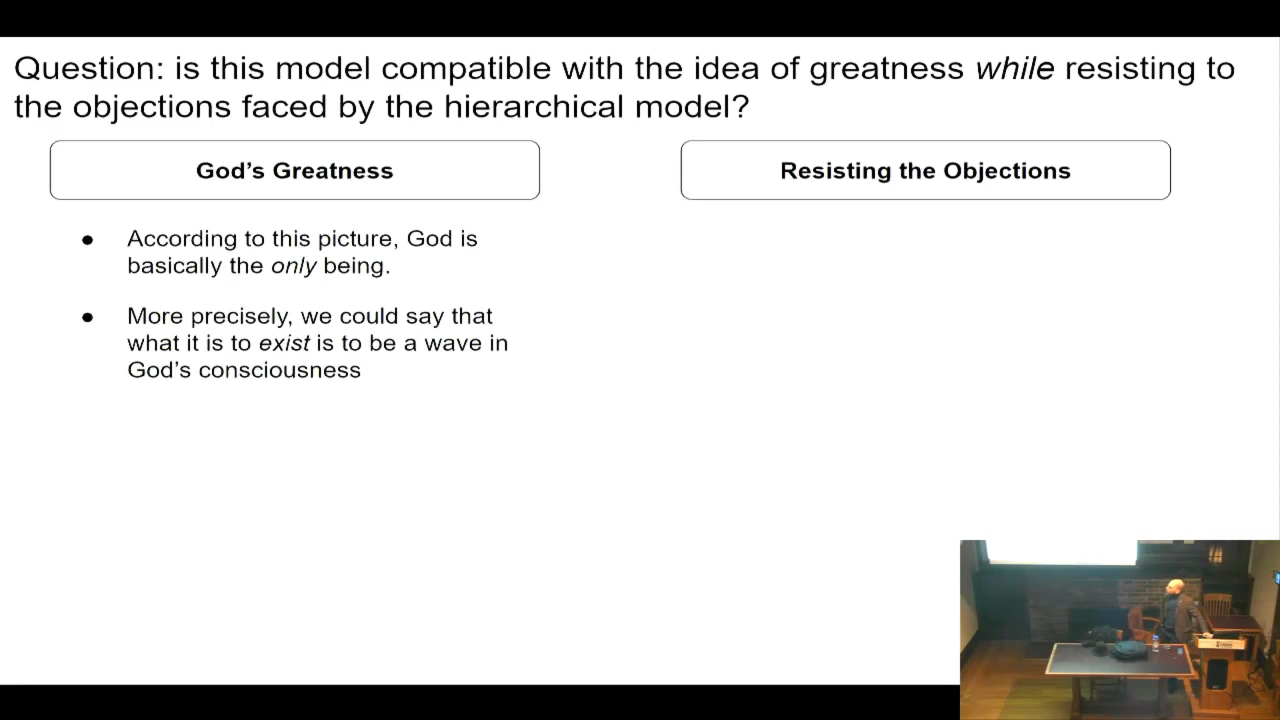 Question: is this model compatible with the idea of greatness while resisting to
the objections faced by the hierarchical model?
God's Greatness
Resisting the Objections
● According to this picture, God is
basically the only being.
● More precisely, we could say that
what it is to exist is to be a wave in
God's consciousness